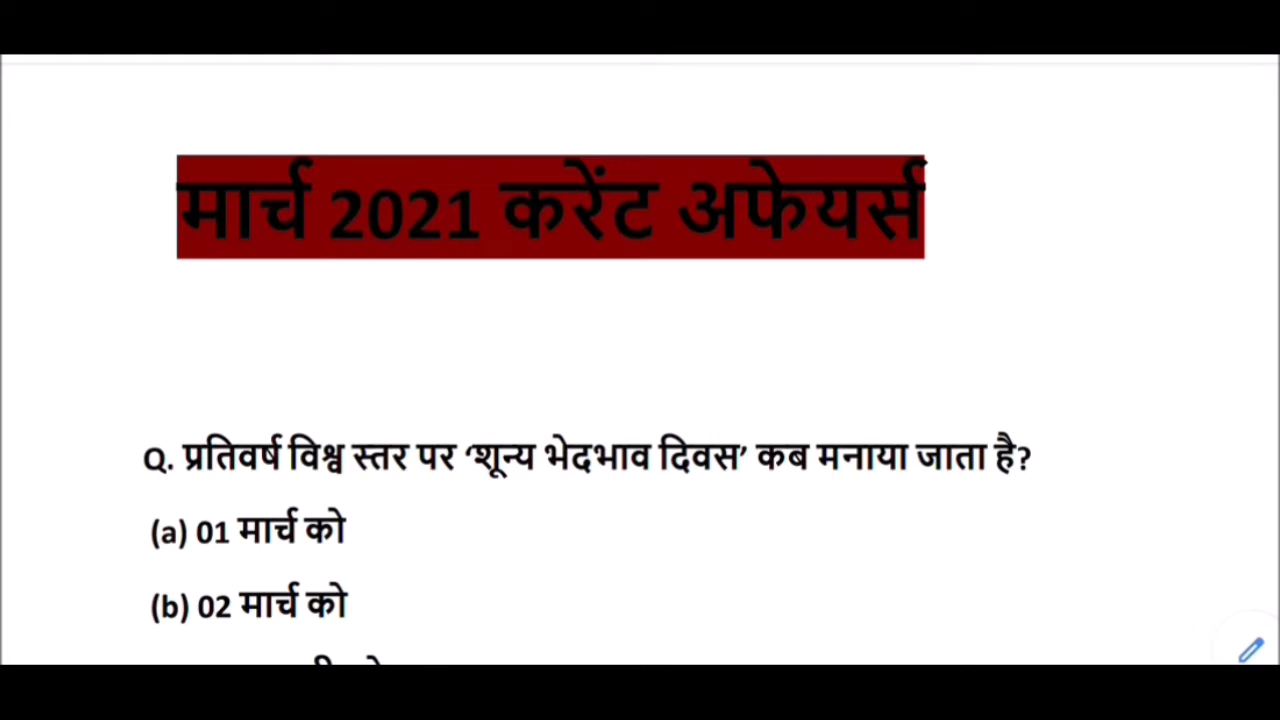 मार्च 2021 करेंट अफेयर्स
Q. प्रतिवर्ष विश्व स्तर पर ‘शून्य भेदभाव दिवस’ कब मनाया जाता है?
(a) 01 मार्च को
(b) 02 मार्च को